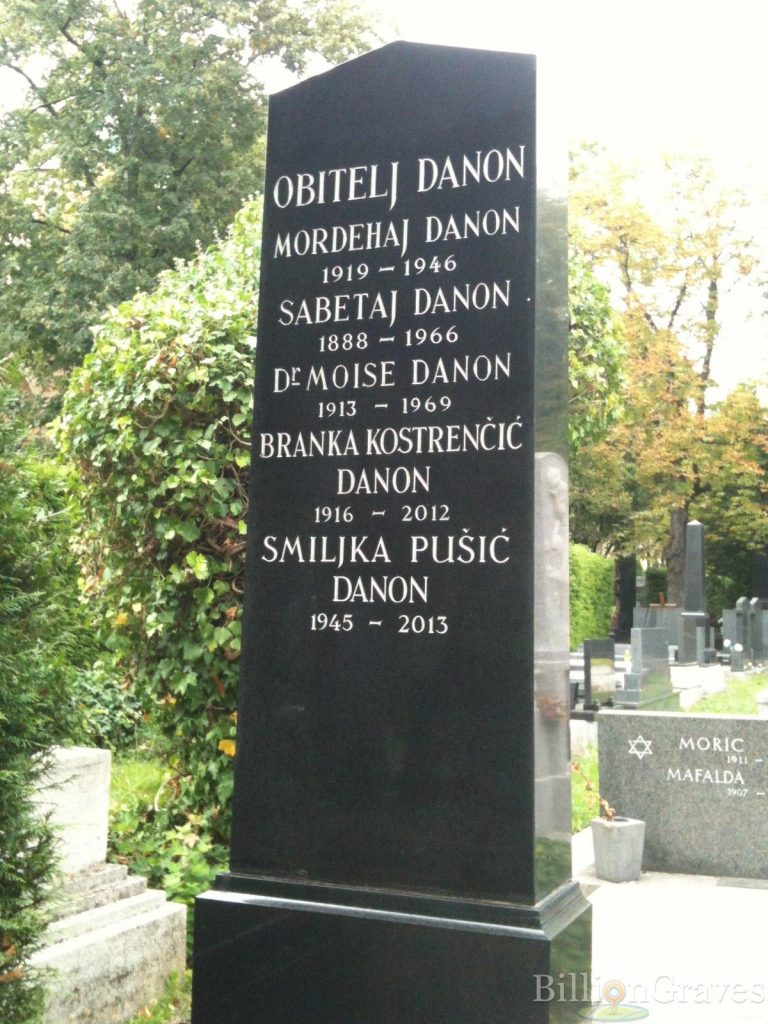 OBITELJ DANON
MORDEHAJ DANON
1919 – 1946
SABETAJ DANON
1888 – 1966
Dr MOISE DANON
1913 – 1969
BRANKA KOSTRENČIĆ
DANON
1916 – 2012
SMILJKA PUŠIĆ
DANON
1945 – 2013
MORIC
1911 –
MAFALDA
1907 –
BillionGraves